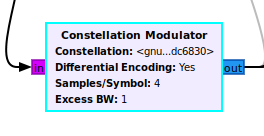 Constellation Modulator
Constellation: <gnu...dc6830>
in
Differential Encoding: Yes
out
Samples/Symbol: 4
Excess BW: 1